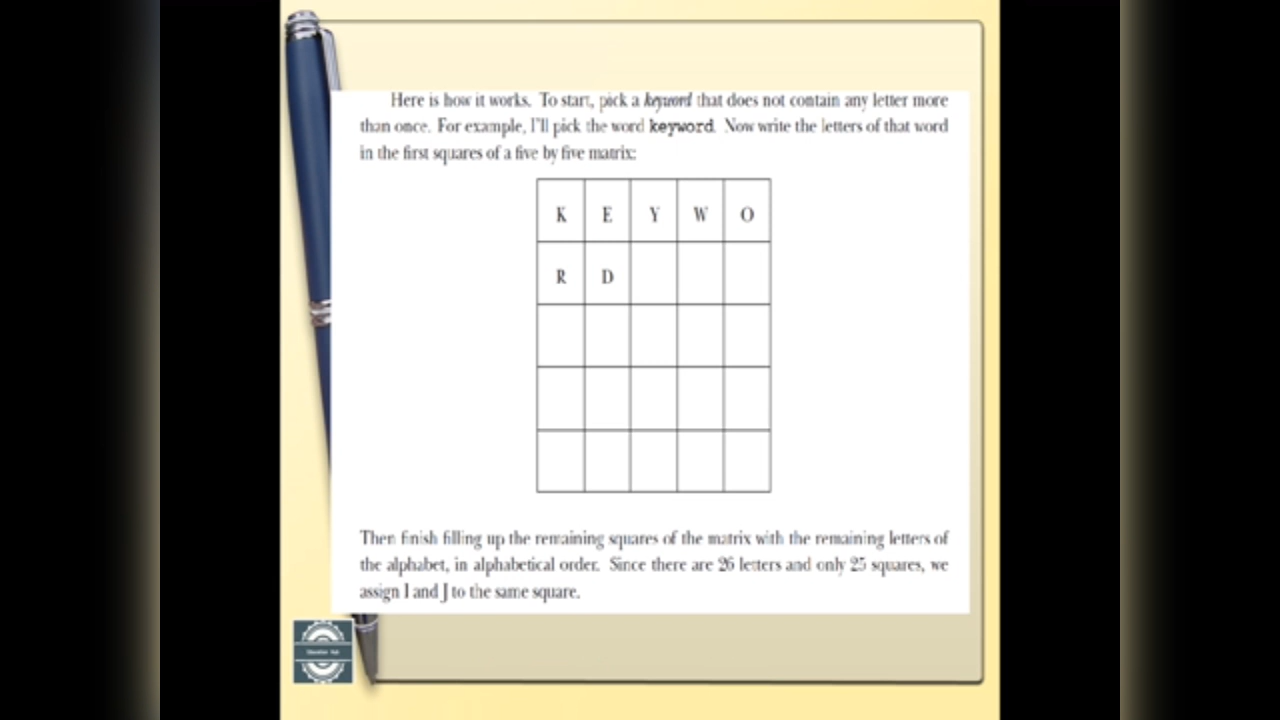 Here is how it works. To start, pick a keyword that does not contain any letter more
than once. For example, I'll pick the word keyword. Now write the letters of that word
in the first squares of a five by five matrix:
K E Y W O
R D
Then finish filling up the remaining squares of the matrix with the remaining letters of
the alphabet, in alphabetical order. Since there are 26 letters and only 25 squares, we
assign I and J to the same square.
Education Hub